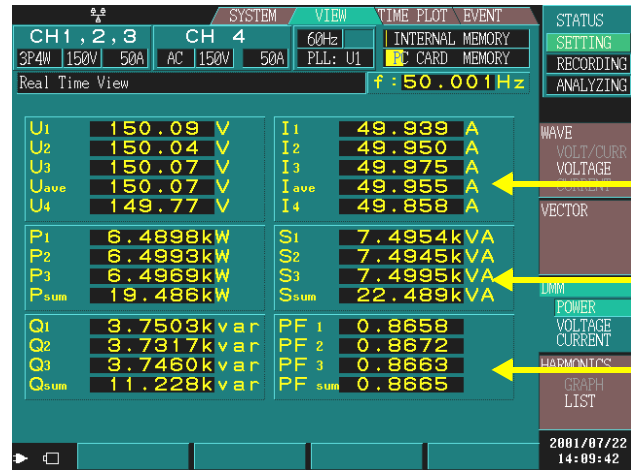 SYSTEM VIEW TIME PLOT EVENT STATUS
CH1,2,3 CH 4 60Hz INTERNAL MEMORY SETTING
3P4W 150V 50A AC 150V 50A PLL: U1 PC CARD MEMORY RECORDING
Real Time View f:50.001Hz ANALYZING
U1 150.09 V I1 49.939 A
U2 150.04 V I2 49.950 A
U3 150.07 V I3 49.975 A
Uave 150.07 V Iave 49.955 A
U4 149.77 V I4 49.858 A
P1 6.4898kW S1 7.4954kVA
P2 6.4993kW S2 7.4945kVA
P3 6.4969kW S3 7.4995kVA
Psum 19.486kW Ssum 22.489kVA
Q1 3.7503kvar PF 1 0.8658
Q2 3.7317kvar PF 2 0.8672
Q3 3.7460kvar PF 3 0.8663
Qsum 11.228kvar PF sum 0.8665
WAVE
VOLT/CURR
VOLTAGE
CURRENT
VECTOR
DMM
POWER
VOLTAGE
CURRENT
HARMONICS
GRAPH
LIST
2001/07/22
14:09:42